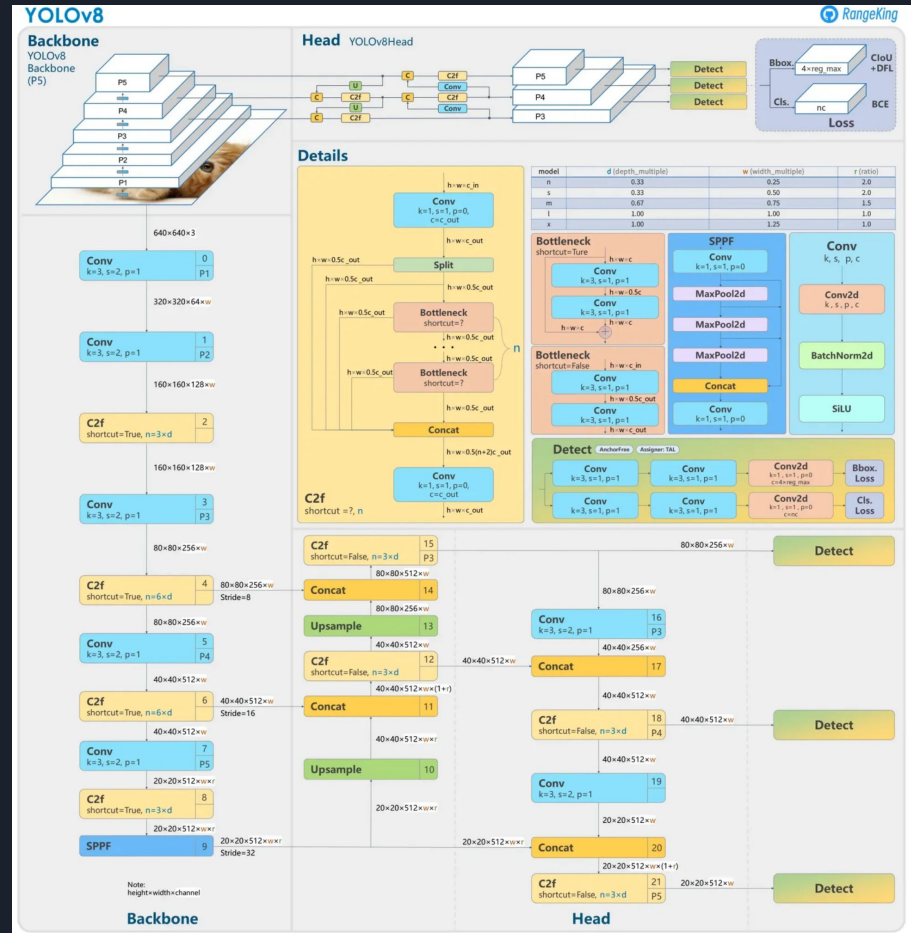 YOLOv8
RangeKing
Backbone
YOLOv8
Backbone
(P5)
P5
P4
P3
P2
P1
Head YOLOv8Head
C
C2f
U
Conv
C
C2f
C
C2f
U
Conv
C
C2f
P5
P4
P3
Detect
Detect
Detect
Bbox.
4×reg_max
CIoU
+DFL
Cls.
nc
BCE
Loss
Details
h×w×c_in
Conv
k=1, s=1, p=0,
c=c_out
h×w×c_out
Split
h×w×0.5c_out
h×w×0.5c_out
Bottleneck
shortcut=?
h×w×0.5c_out
h×w×0.5c_out
• • •
h×w×0.5c_out
h×w×0.5c_out
Bottleneck
shortcut=?
n
h×w×0.5c_out
Concat
h×w×0.5(n+2)c_out
Conv
k=1, s=1, p=0,
c=c_out
h×w×c_out
C2f
shortcut =?, n
model d (depth_multiple) w (width_multiple) r (ratio)
n 0.33 0.25 2.0
s 0.33 0.50 2.0
m 0.67 0.75 1.5
l 1.00 1.00 1.0
x 1.00 1.25 1.0
Bottleneck
shortcut=Ture
h×w×c
Conv
k=3, s=1, p=1
h×w×0.5c
Conv
k=3, s=1, p=1
h×w×c
h×w×c
Bottleneck
shortcut=False
h×w×c_in
Conv
k=3, s=1, p=1
h×w×0.5c_out
Conv
k=3, s=1, p=1
h×w×c_out
SPPF
Conv
k=1, s=1, p=0
MaxPool2d
MaxPool2d
MaxPool2d
Concat
Conv
k=1, s=1, p=0
Conv
k, s, p, c
Conv2d
k, s, p, c
BatchNorm2d
SiLU
Detect AnchorFree Assigner: TAL
Conv
k=3, s=1, p=1
Conv
k=3, s=1, p=1
Conv2d
k=1, s=1, p=0
c=4×reg_max
Bbox.
Loss
Conv
k=3, s=1, p=1
Conv
k=3, s=1, p=1
Conv2d
k=1, s=1, p=0
c=nc
Cls.
Loss
640×640×3
Conv 0
k=3, s=2, p=1 P1
320×320×64×w
Conv 1
k=3, s=2, p=1 P2
160×160×128×w
C2f 2
shortcut=True, n=3×d
160×160×128×w
Conv 3
k=3, s=2, p=1 P3
80×80×256×w
C2f 4
shortcut=True, n=6×d
80×80×256×w
Stride=8
80×80×256×w
Conv 5
k=3, s=2, p=1 P4
40×40×512×w
C2f 6
shortcut=True, n=6×d
40×40×512×w
Stride=16
40×40×512×w
Conv 7
k=3, s=2, p=1 P5
20×20×512×w×r
C2f 8
shortcut=True, n=3×d
20×20×512×w×r
SPPF 9
20×20×512×w×r
Stride=32
Note:
height×width×channel
Backbone
C2f 15
shortcut=False, n=3×d P3
80×80×512×w
Concat 14
80×80×256×w
Upsample 13
C2f 12
shortcut=False, n=3×d
40×40×512×w
40×40×512×w×(1+r)
Concat 11
40×40×512×w×r
Upsample 10
20×20×512×w×r
20×20×512×w×r
80×80×256×w
Detect
80×80×256×w
Conv 16
k=3, s=2, p=1 P3
40×40×256×w
Concat 17
40×40×512×w
C2f 18
shortcut=False, n=3×d P4
40×40×512×w
Detect
40×40×512×w
Conv 19
k=3, s=2, p=1
20×20×512×w
Concat 20
20×20×512×w×(1+r)
C2f 21
shortcut=False, n=3×d P5
20×20×512×w
Detect
Head